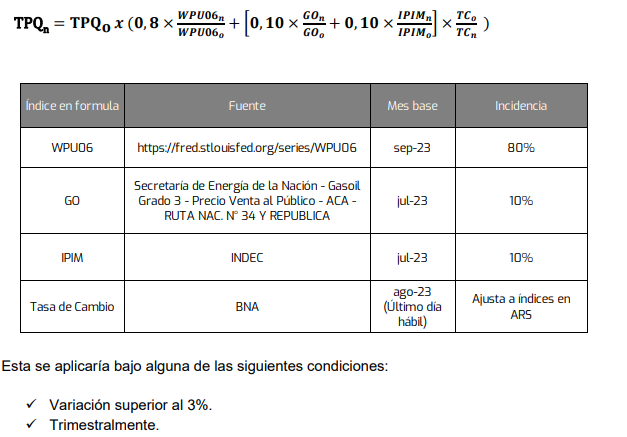 TPQn = TPQo x (0,8 × WPU06n/WPU06o + [0,10 × GOn/GOo + 0,10 × IPIMn/IPIMo] × TCo/TCn )
Índice en formula Fuente Mes base Incidencia
WPU06 https://fred.stlouisfed.org/series/WPU06 sep-23 80%
GO Secretaría de Energía de la Nación - Gasoil Grado 3 - Precio Venta al Público - ACA - RUTA NAC. N° 34 Y REPUBLICA jul-23 10%
IPIM INDEC jul-23 10%
Tasa de Cambio BNA ago-23 (Último día hábil) Ajusta a índices en ARS
Esta se aplicaría bajo alguna de las siguientes condiciones:
✓ Variación superior al 3%.
✓ Trimestralmente.